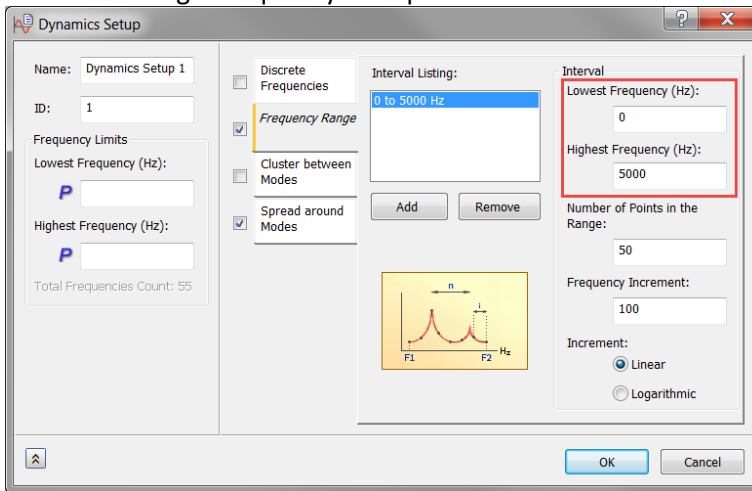 Dynamics Setup
Name: Dynamics Setup 1
ID: 1
Frequency Limits
Lowest Frequency (Hz):
P
Highest Frequency (Hz):
P
Total Frequencies Count: 55
Discrete
Frequencies
Frequency Range
Cluster between
Modes
Spread around
Modes
Interval Listing:
0 to 5000 Hz
Add Remove
n
i
F1 F2 Hz
Interval
Lowest Frequency (Hz):
0
Highest Frequency (Hz):
5000
Number of Points in the
Range:
50
Frequency Increment:
100
Increment:
Linear
Logarithmic
OK Cancel